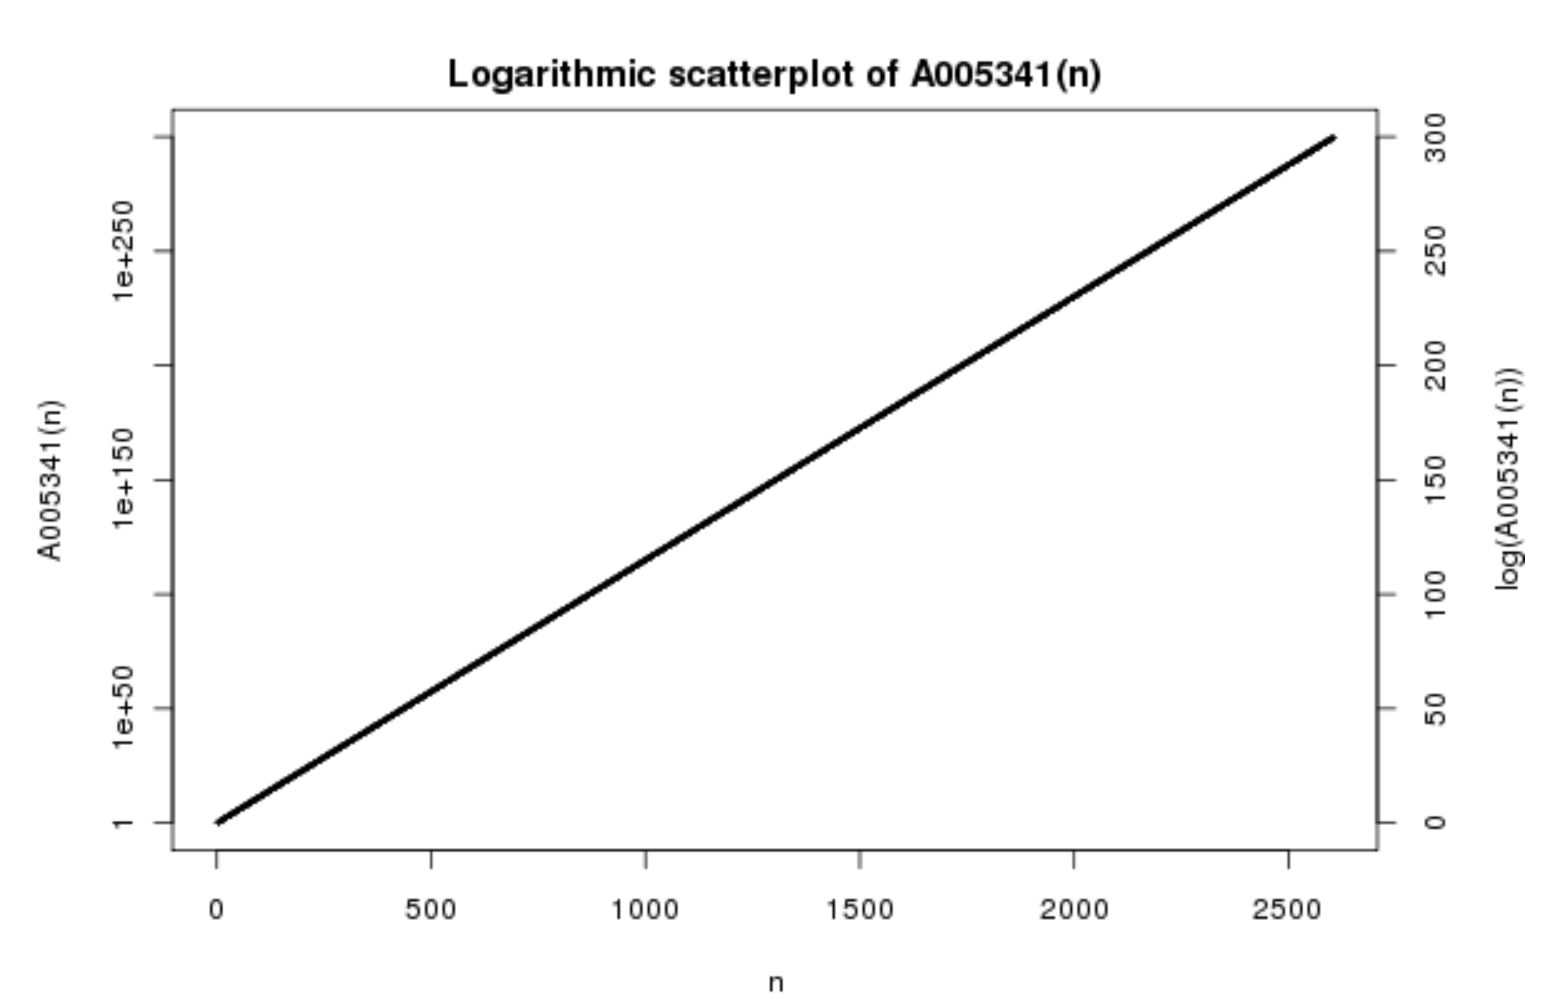 Logarithmic scatterplot of A005341(n)
A005341(n)
1e+250
1e+150
1e+50
1
300
250
200
150
100
50
0
log(A005341(n))
0 500 1000 1500 2000 2500
n